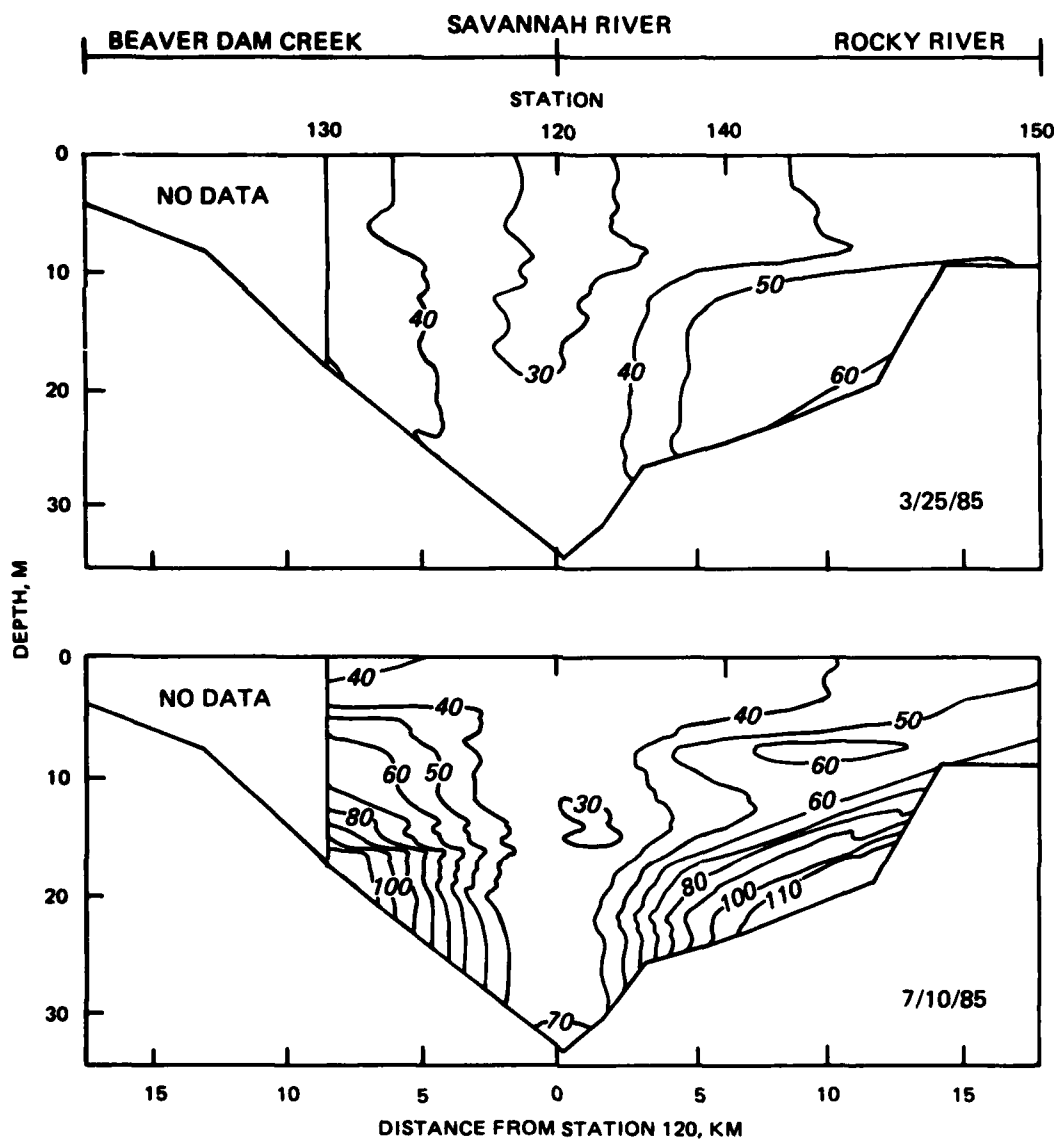 SAVANNAH RIVER
BEAVER DAM CREEK ROCKY RIVER
STATION
130 120 140 150
0
NO DATA
10
50
40
20
30 40 60
30
3/25/85
DEPTH, M
0
40
NO DATA
40 40 50
10
60 50 60
30 60
80
20
100 80 100 110
30
70
7/10/85
15 10 5 0 5 10 15
DISTANCE FROM STATION 120, KM